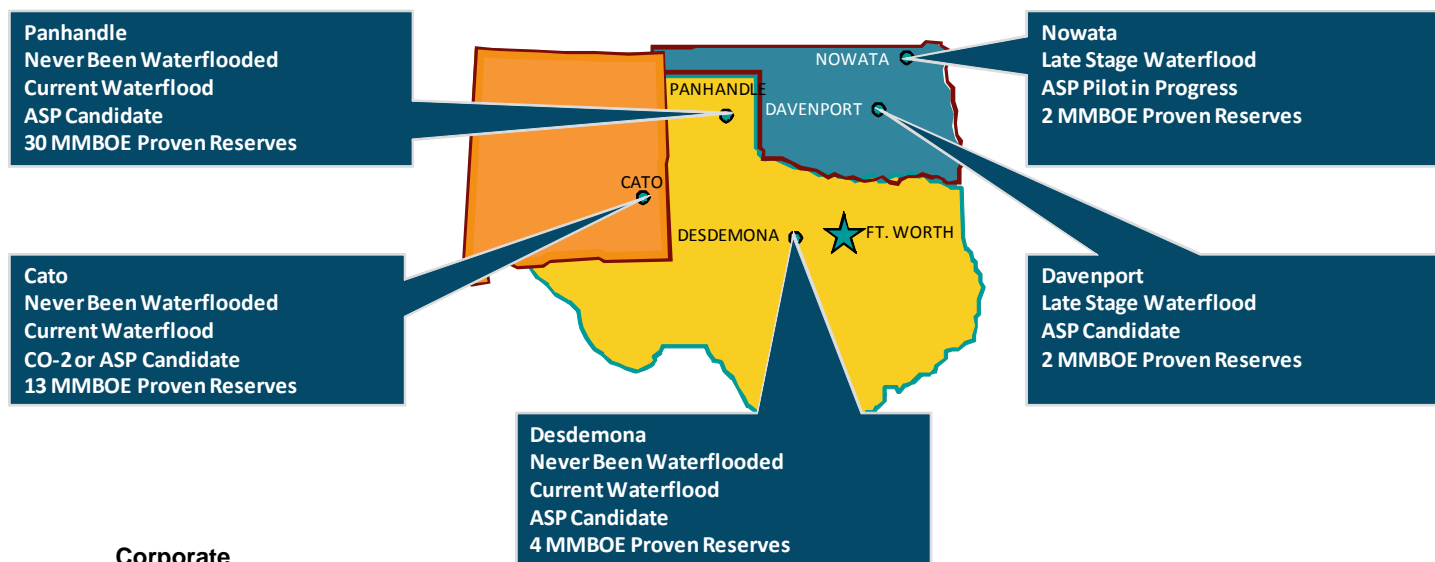 Panhandle
Never Been Waterflooded
Current Waterflood
ASP Candidate
30 MMBOE Proven Reserves
Nowata
Late Stage Waterflood
ASP Pilot in Progress
2 MMBOE Proven Reserves
NOWATA
PANHANDLE
DAVENPORT
CATO
DESDEMONA
FT. WORTH
Cato
Never Been Waterflooded
Current Waterflood
CO-2 or ASP Candidate
13 MMBOE Proven Reserves
Davenport
Late Stage Waterflood
ASP Candidate
2 MMBOE Proven Reserves
Desdemona
Never Been Waterflooded
Current Waterflood
ASP Candidate
4 MMBOE Proven Reserves
Corporate